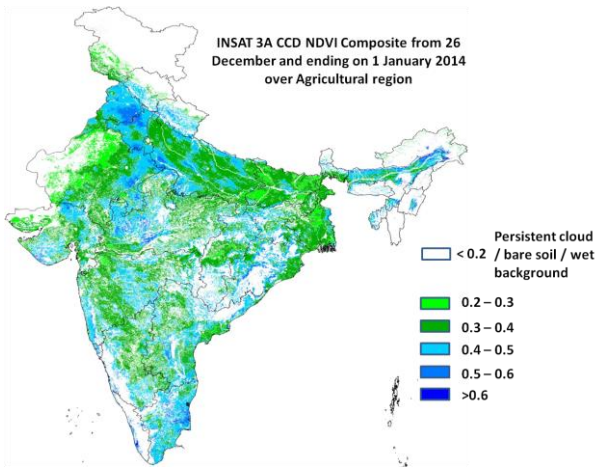 INSAT 3A CCD NDVI Composite from 26
December and ending on 1 January 2014
over Agricultural region
< 0.2 Persistent cloud
/ bare soil / wet
background
0.2 – 0.3
0.3 – 0.4
0.4 – 0.5
0.5 – 0.6
>0.6